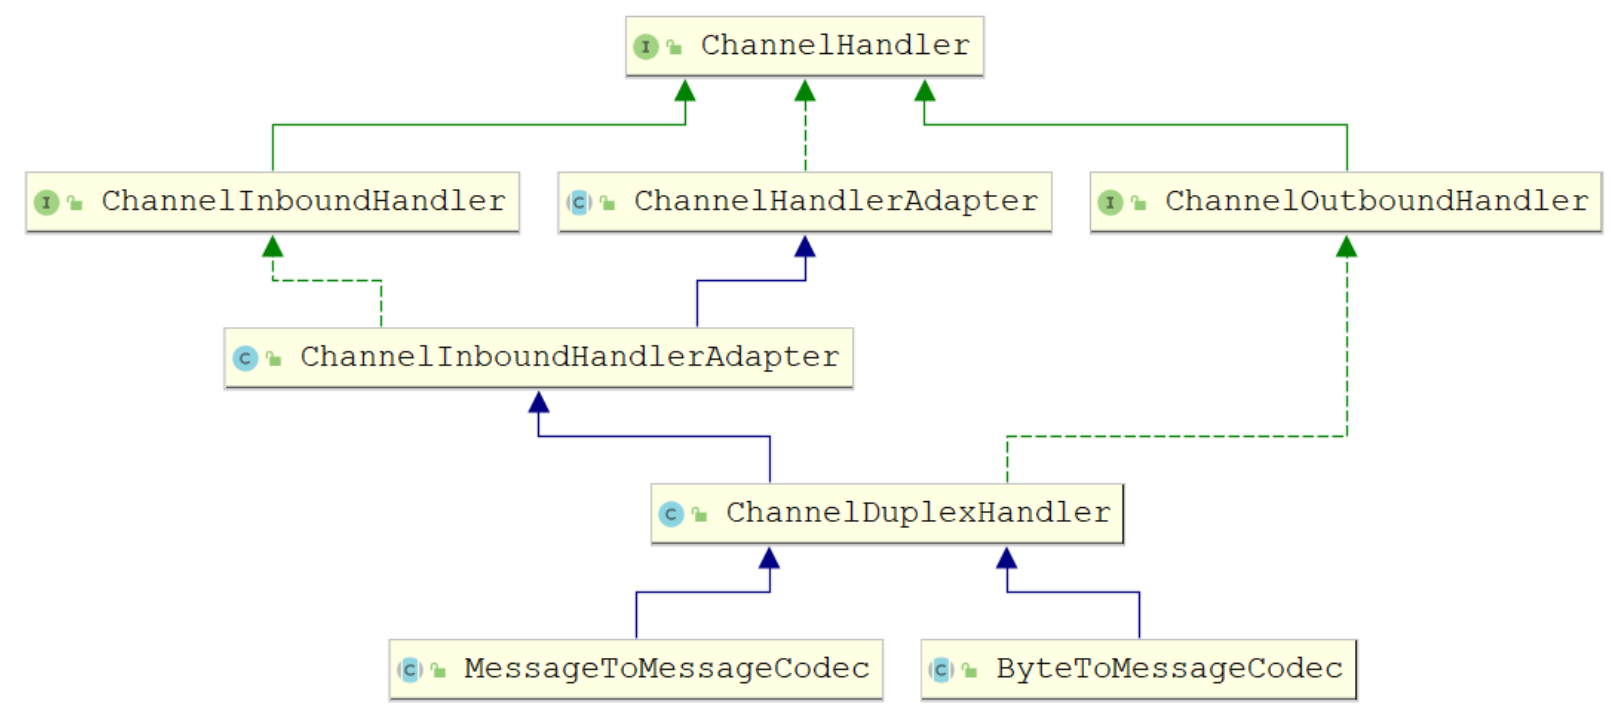 I ChannelHandler
I ChannelInboundHandler
C ChannelHandlerAdapter
I ChannelOutboundHandler
C ChannelInboundHandlerAdapter
C ChannelDuplexHandler
C MessageToMessageCodec
C ByteToMessageCodec